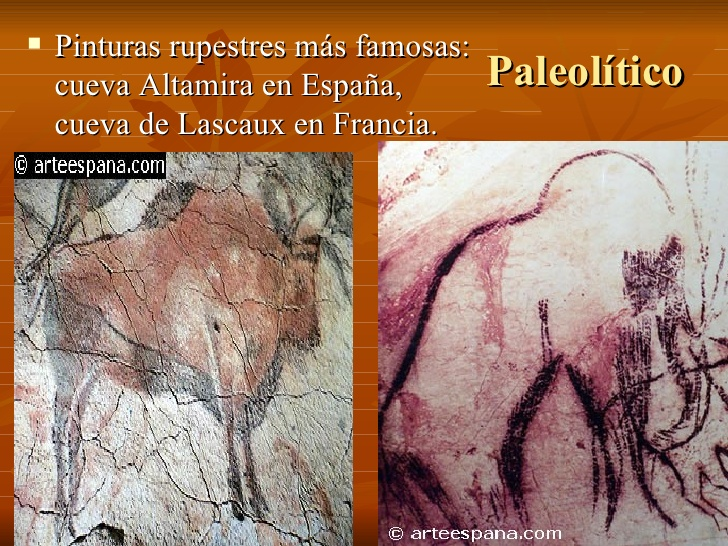 Pinturas rupestres más famosas:
cueva Altamira en España,
cueva de Lascaux en Francia.
Paleolítico
© arteespana.com
© arteespana.com